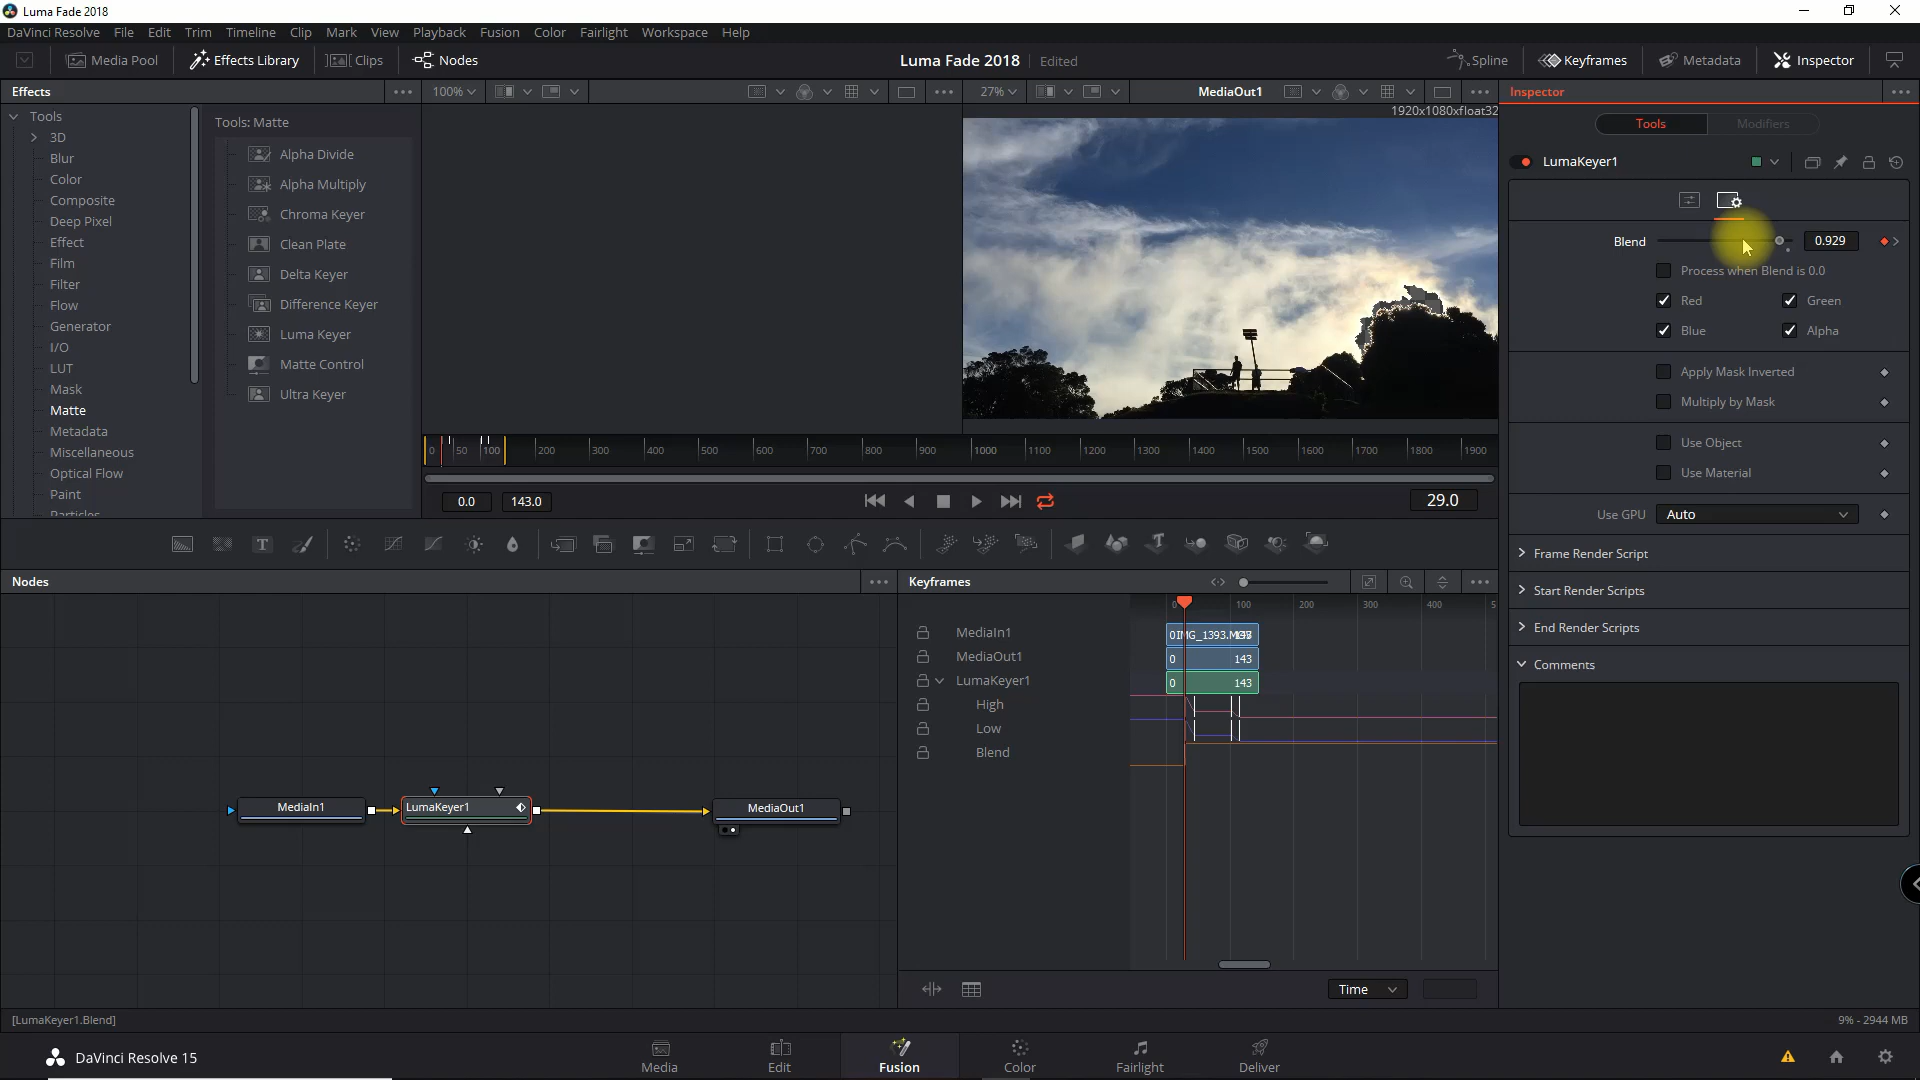 Luma Fade 2018
DaVinci Resolve File Edit Trim Timeline Clip Mark View Playback Fusion Color Fairlight Workspace Help
Media Pool Effects Library Clips Nodes Luma Fade 2018 Edited Spline Keyframes Metadata Inspector
Effects 100% 27% MediaOut1 Inspector
1920x1080xfloat32
Tools Tools: Matte Tools Modifiers
3D
Blur Alpha Divide LumaKeyer1
Color Alpha Multiply
Composite Chroma Keyer
Deep Pixel
Effect Clean Plate Blend 0.929
Film Delta Keyer Process when Blend is 0.0
Filter
Flow Difference Keyer Red Green
Generator Luma Keyer Blue Alpha
I/O
LUT Matte Control Apply Mask Inverted
Mask Ultra Keyer Multiply by Mask
Matte
Metadata Use Object
Miscellaneous 0 50 100 200 300 400 500 600 700 800 900 1000 1100 1200 1300 1400 1500 1600 1700 1800 1900
Optical Flow Use Material
Paint 0.0 143.0 29.0
Particles Use GPU Auto
Frame Render Script
Nodes Keyframes Start Render Scripts
0 100 200 300 400 5
End Render Scripts
MediaIn1 0
MediaOut1 0 143 Comments
LumaKeyer1 0 143
High
Low
Blend
MediaIn1 LumaKeyer1 MediaOut1
Time
[LumaKeyer1.Blend] 9% - 2944 MB
DaVinci Resolve 15 Media Edit Fusion Color Fairlight Deliver